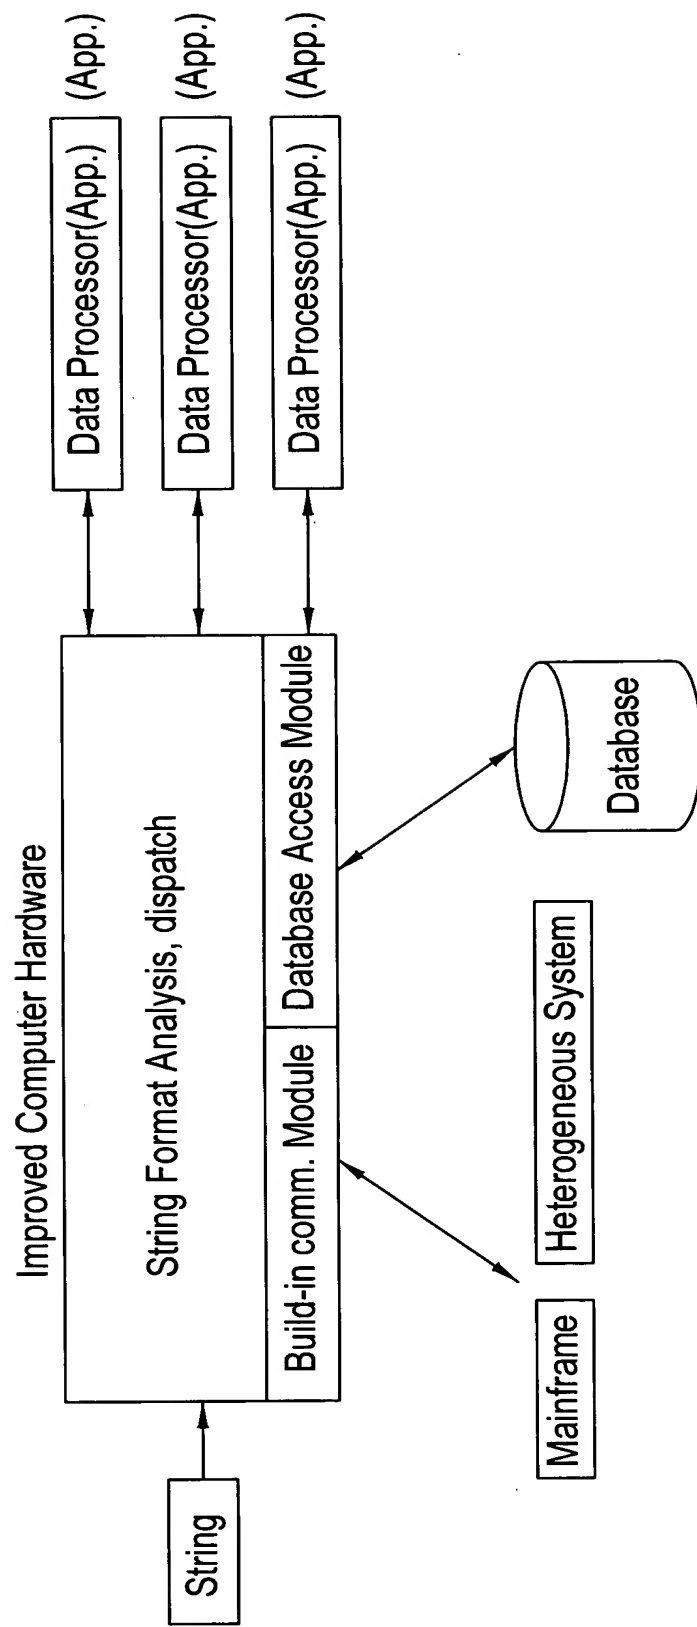 Improved Computer Hardware
String
String Format Analysis, dispatch
Build-in comm. Module
Database Access Module
Data Processor(App.)
(App.)
Data Processor(App.)
(App.)
Data Processor(App.)
(App.)
Mainframe
Heterogeneous System
Database